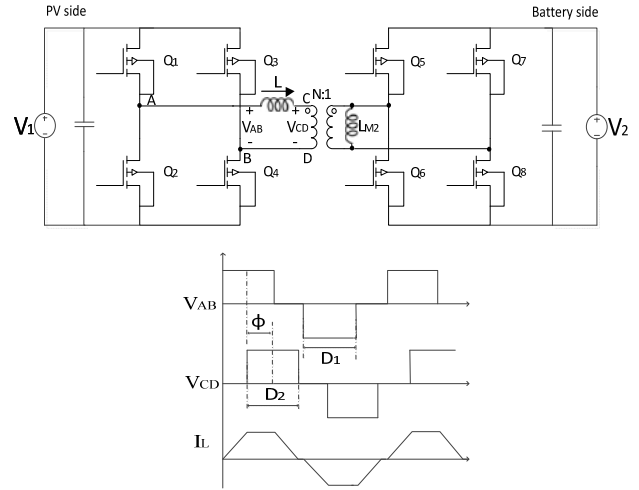 PV side
Battery side
Q1
Q3
Q5
Q7
L
A
C
N:1
V1
+
+
VAB
VCD
LM2
V2
-
-
B
D
Q2
Q4
Q6
Q8
VAB
Φ
D1
VCD
D2
IL